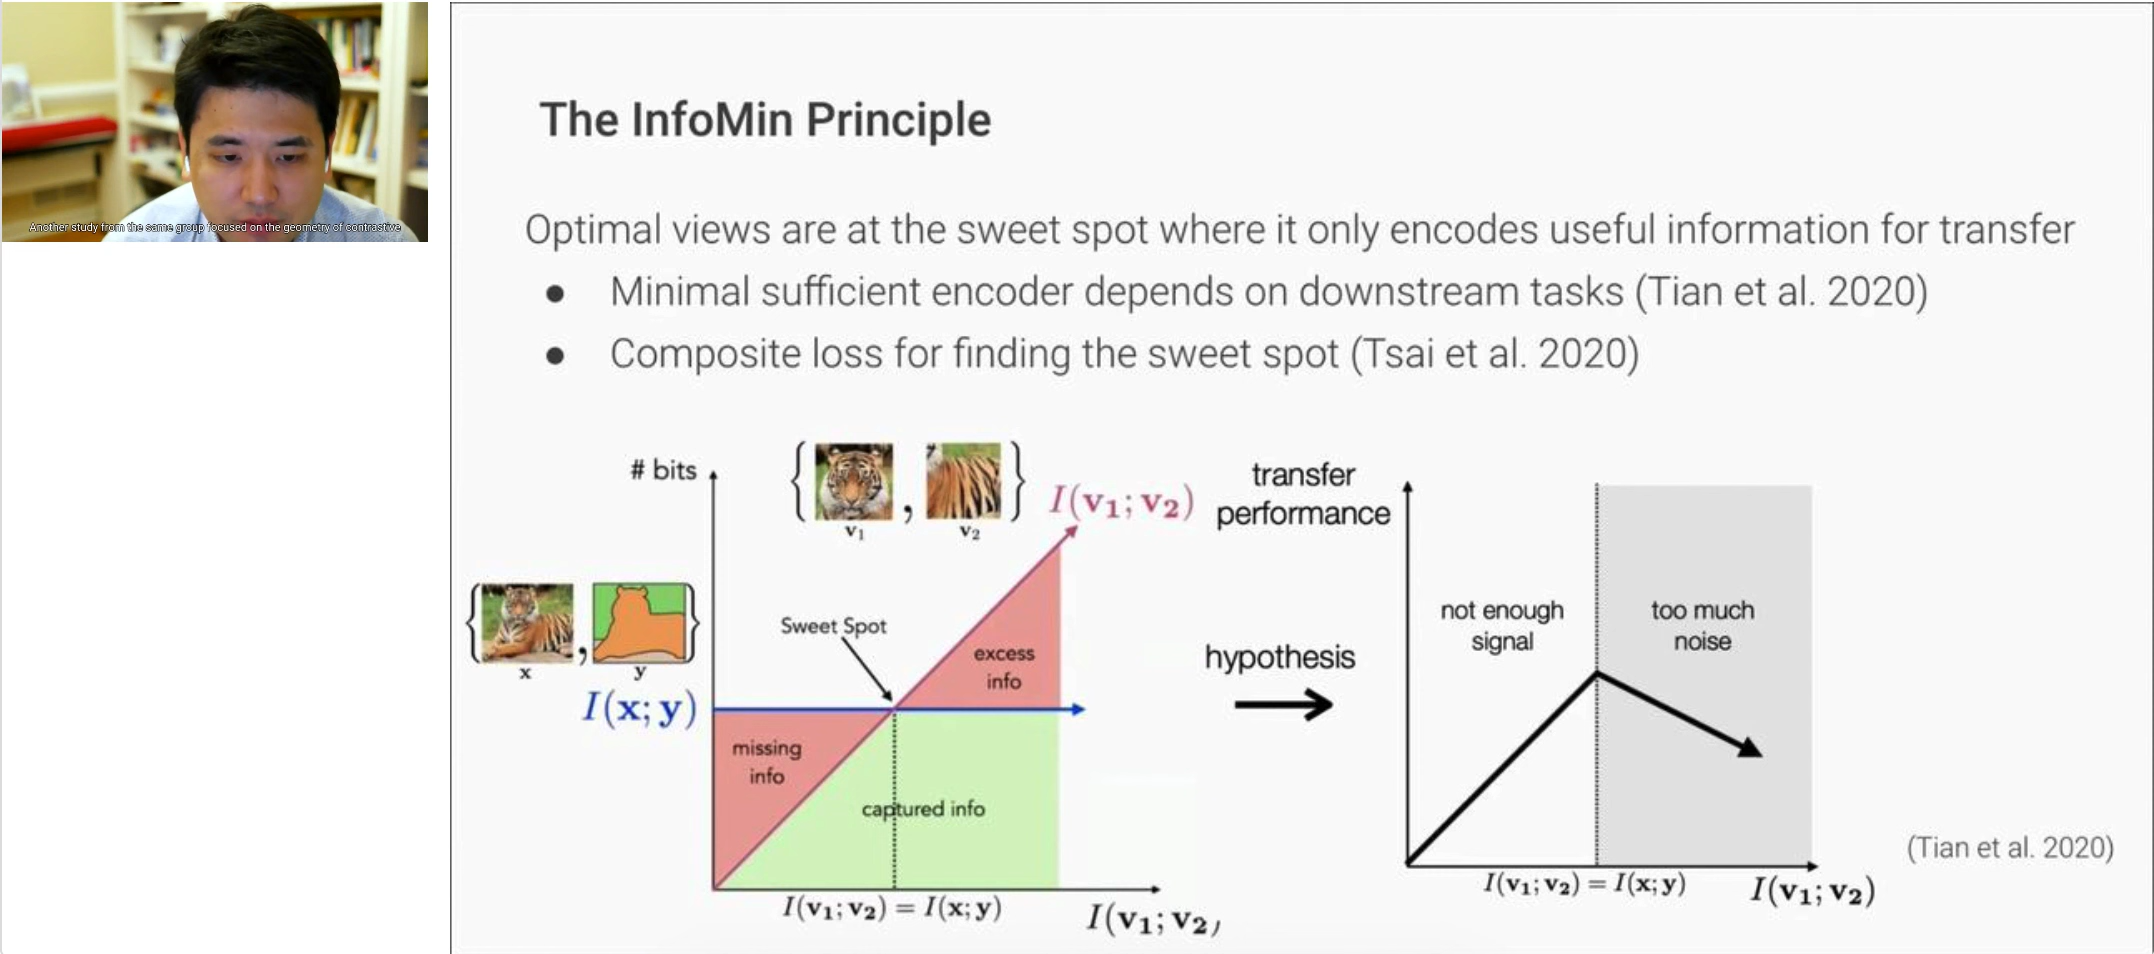 Another study from the same group focused on the geometry of contrastive
The InfoMin Principle
Optimal views are at the sweet spot where it only encodes useful information for transfer
● Minimal sufficient encoder depends on downstream tasks (Tian et al. 2020)
● Composite loss for finding the sweet spot (Tsai et al. 2020)
# bits
{ , }
v₁ v₂
I(v₁; v₂)
{ , }
x y
I(x; y)
Sweet Spot
excess
info
missing
info
captured info
I(v₁; v₂) = I(x; y)
I(v₁; v₂)
hypothesis
transfer
performance
not enough
signal
too much
noise
I(v₁; v₂) = I(x; y)
I(v₁; v₂)
(Tian et al. 2020)